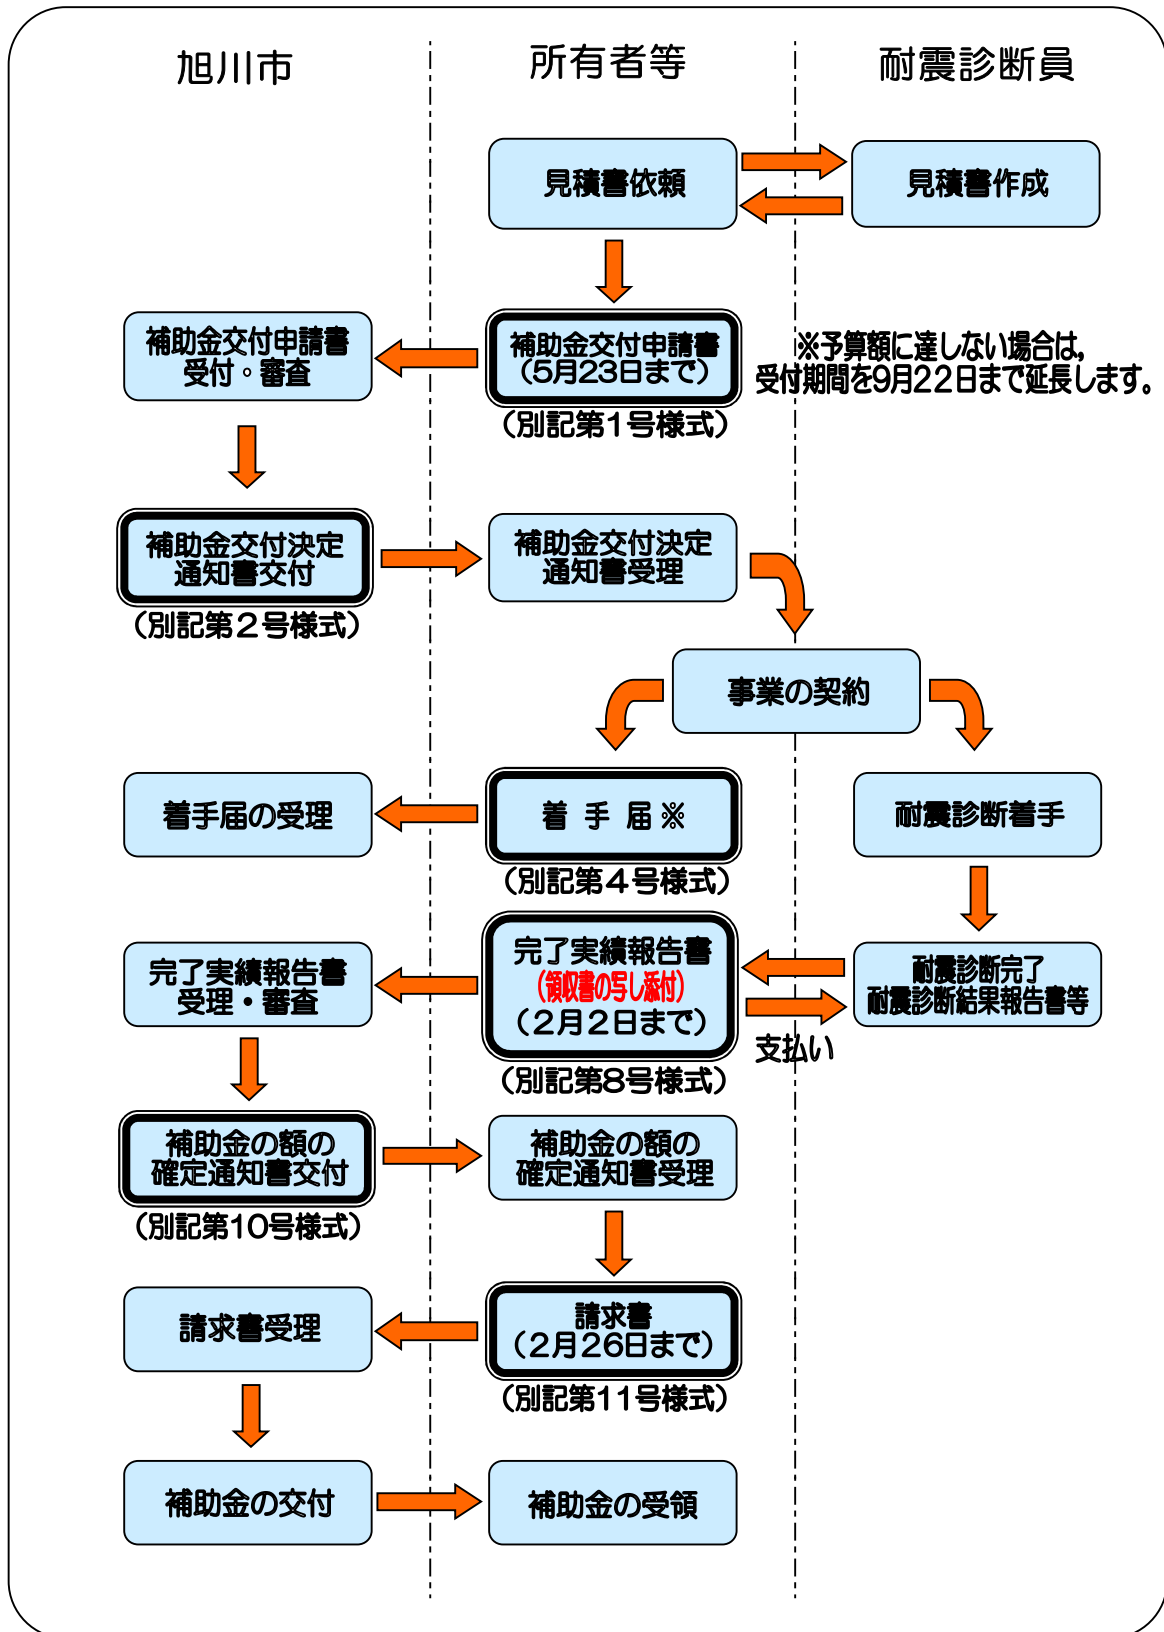 旭川市
所有者等
耐震診断員
見積書依頼
見積書作成
補助金交付申請書
受付・審査
補助金交付申請書
（5月23日まで）
（別記第1号様式）
※予算額に達しない場合は，
受付期間を9月22日まで延長します。
補助金交付決定
通知書交付
（別記第2号様式）
補助金交付決定
通知書受理
事業の契約
着手届の受理
着 手 届※
（別記第4号様式）
耐震診断着手
完了実績報告書
受理・審査
完了実績報告書
（領収書の写し添付）
（2月2日まで）
（別記第8号様式）
耐震診断完了
耐震診断結果報告書等
支払い
補助金の額の
確定通知書交付
（別記第10号様式）
補助金の額の
確定通知書受理
請求書受理
請求書
（2月26日まで）
（別記第11号様式）
補助金の交付
補助金の受領